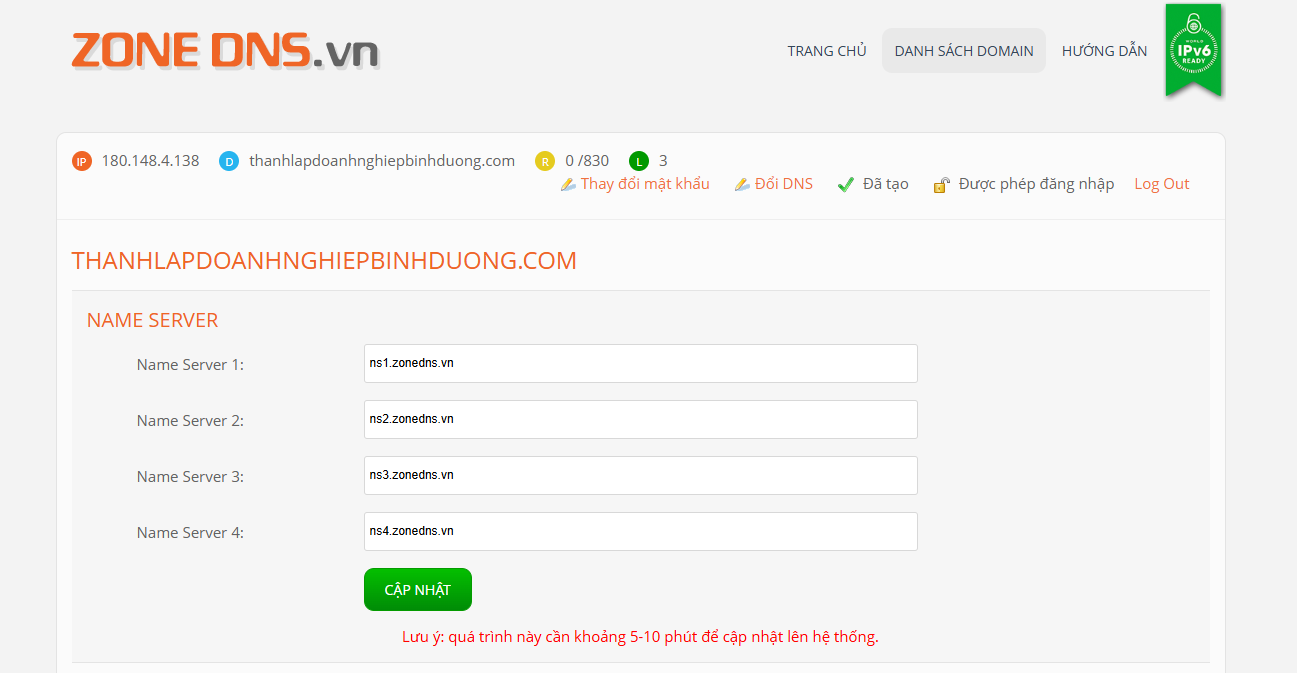 ZONE DNS.vn
TRANG CHỦ DANH SÁCH DOMAIN HƯỚNG DẪN
WORLD
IPv6
READY
IP 180.148.4.138 D thanhlapdoanhnghiepbinhduong.com R 0 /830 L 3
Thay đổi mật khẩu Đổi DNS Đã tạo Được phép đăng nhập Log Out
THANHLAPDOANHNGHIEPBINHDUONG.COM
NAME SERVER
Name Server 1: ns1.zonedns.vn
Name Server 2: ns2.zonedns.vn
Name Server 3: ns3.zonedns.vn
Name Server 4: ns4.zonedns.vn
CẬP NHẬT
Lưu ý: quá trình này cần khoảng 5-10 phút để cập nhật lên hệ thống.